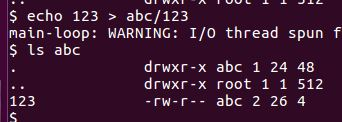 ..              drwxr-x root 1 1 512
$ echo 123 > abc/123
main-loop: WARNING: I/O thread spun f
$ ls abc
.               drwxr-x abc 1 24 48
..              drwxr-x root 1 1 512
123             -rw-r-- abc 2 26 4
$